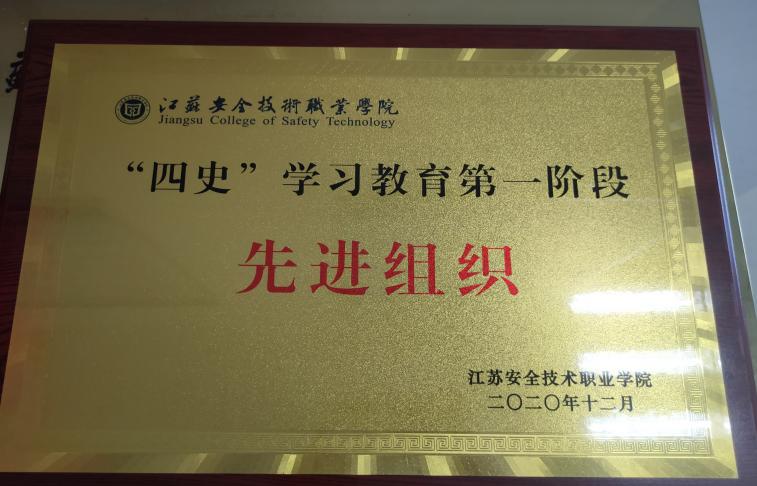 江蘇安全技術職業學院
Jiangsu College of Safety Technology
“四史”学习教育第一阶段
先进组织
江苏安全技术职业学院
二〇二〇年十二月